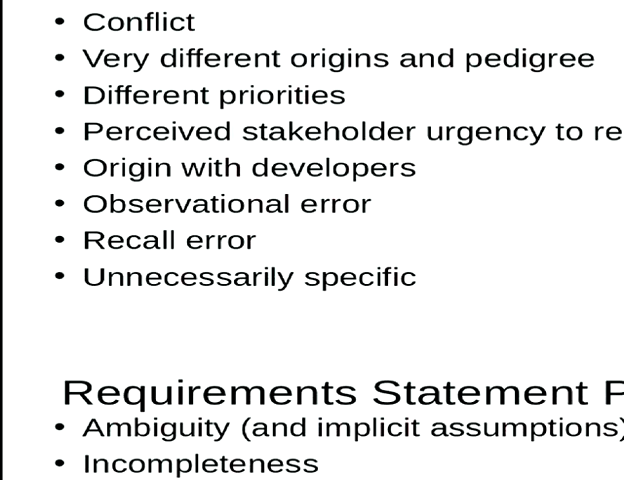 • Conflict
• Very different origins and pedigree
• Different priorities
• Perceived stakeholder urgency to re
• Origin with developers
• Observational error
• Recall error
• Unnecessarily specific
Requirements Statement P
• Ambiguity (and implicit assumptions)
• Incompleteness